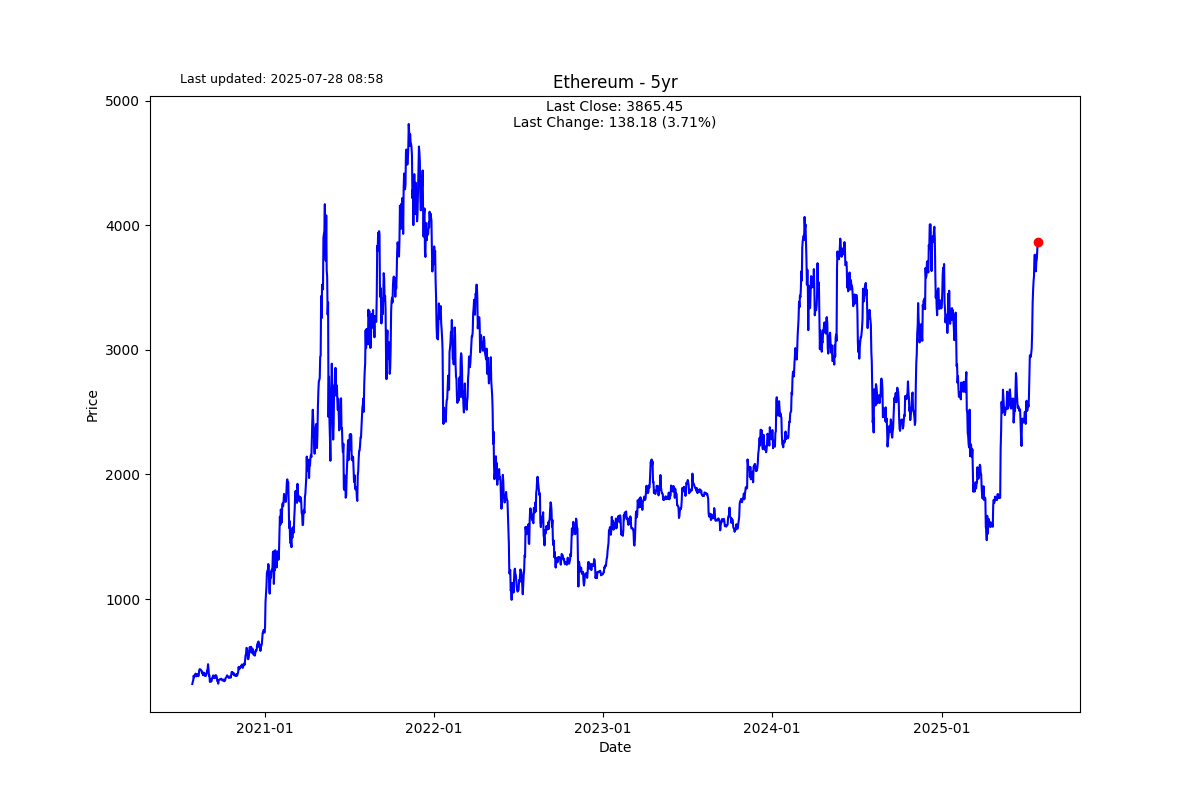 Last updated: 2025-07-28 08:58
Ethereum - 5yr
Last Close: 3865.45
Last Change: 138.18 (3.71%)
5000
4000
3000
2000
1000
Price
2021-01
2022-01
2023-01
2024-01
2025-01
Date